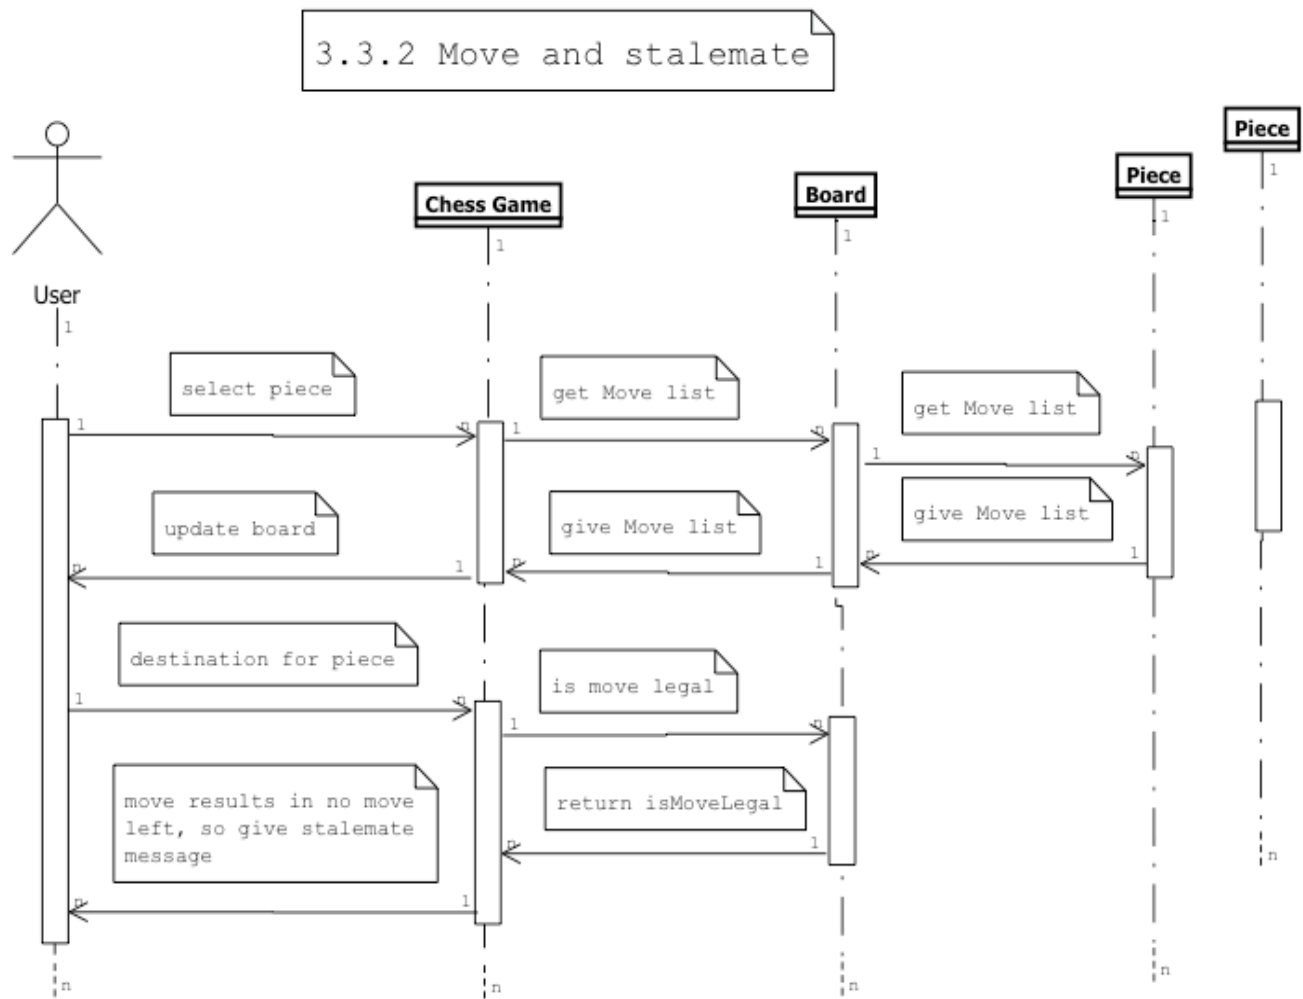 3.3.2 Move and stalemate
Piece
1
Piece
1
Board
1
Chess Game
1
User
1
select piece
1
n
get Move list
1
n
get Move list
1
n
update board
1
n
give Move list
1
n
give Move list
1
n
destination for piece
1
n
is move legal
1
n
move results in no move
left, so give stalemate
message
1
n
return isMoveLegal
1
n
n
n
n
n
n